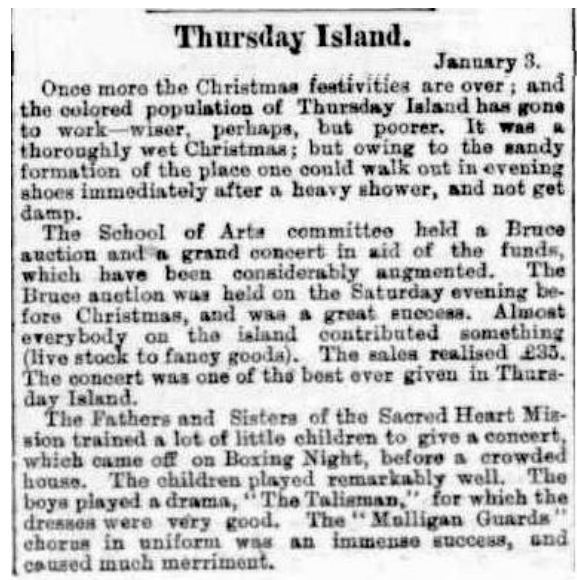 Thursday Island.
January 3.
Once more the Christmas festivities are over; and
the colored population of Thursday Island has gone
to work—wiser, perhaps, but poorer. It was a
thoroughly wet Christmas; but owing to the sandy
formation of the place one could walk out in evening
shoes immediately after a heavy shower, and not get
damp.
The School of Arts committee held a Bruce
auction and a grand concert in aid of the funds,
which have been considerably augmented. The
Bruce auction was held on the Saturday evening be-
fore Christmas, and was a great success. Almost
everybody on the island contributed something
(live stock to fancy goods). The sales realised £35.
The concert was one of the best ever given in Thurs-
day Island.
The Fathers and Sisters of the Sacred Heart Mis-
sion trained a lot of little children to give a concert,
which came off on Boxing Night, before a crowded
house. The children played remarkably well. The
boys played a drama, "The Talisman," for which the
dresses were very good. The "Mulligan Guards"
chorus in uniform was an immense success, and
caused much merriment.